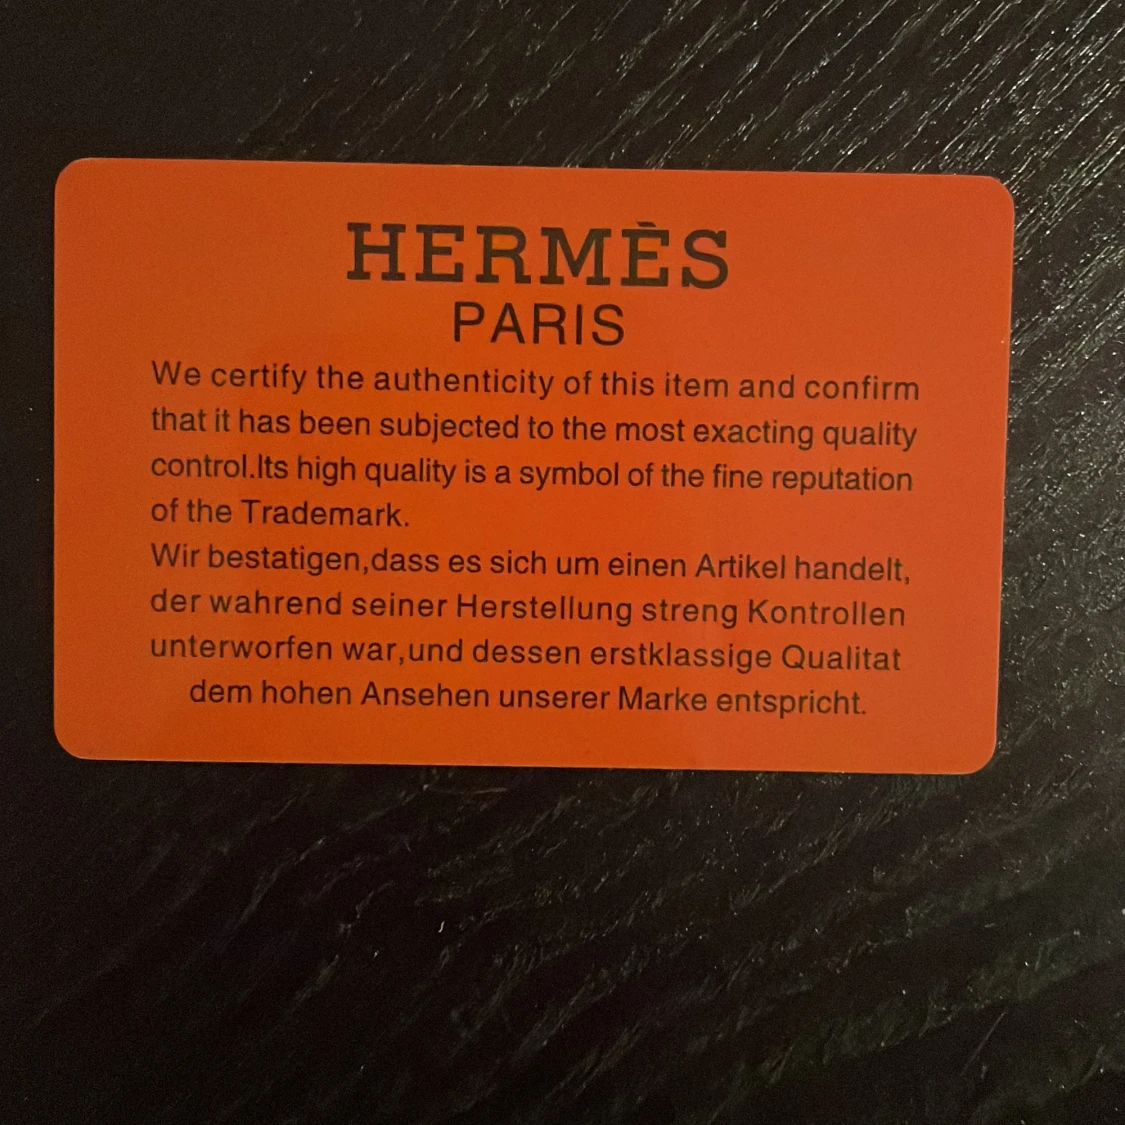 HERMÈS
PARIS
We certify the authenticity of this item and confirm
that it has been subjected to the most exacting quality
control.Its high quality is a symbol of the fine reputation
of the Trademark.
Wir bestatigen,dass es sich um einen Artikel handelt,
der wahrend seiner Herstellung streng Kontrollen
unterworfen war,und dessen erstklassige Qualitat
dem hohen Ansehen unserer Marke entspricht.